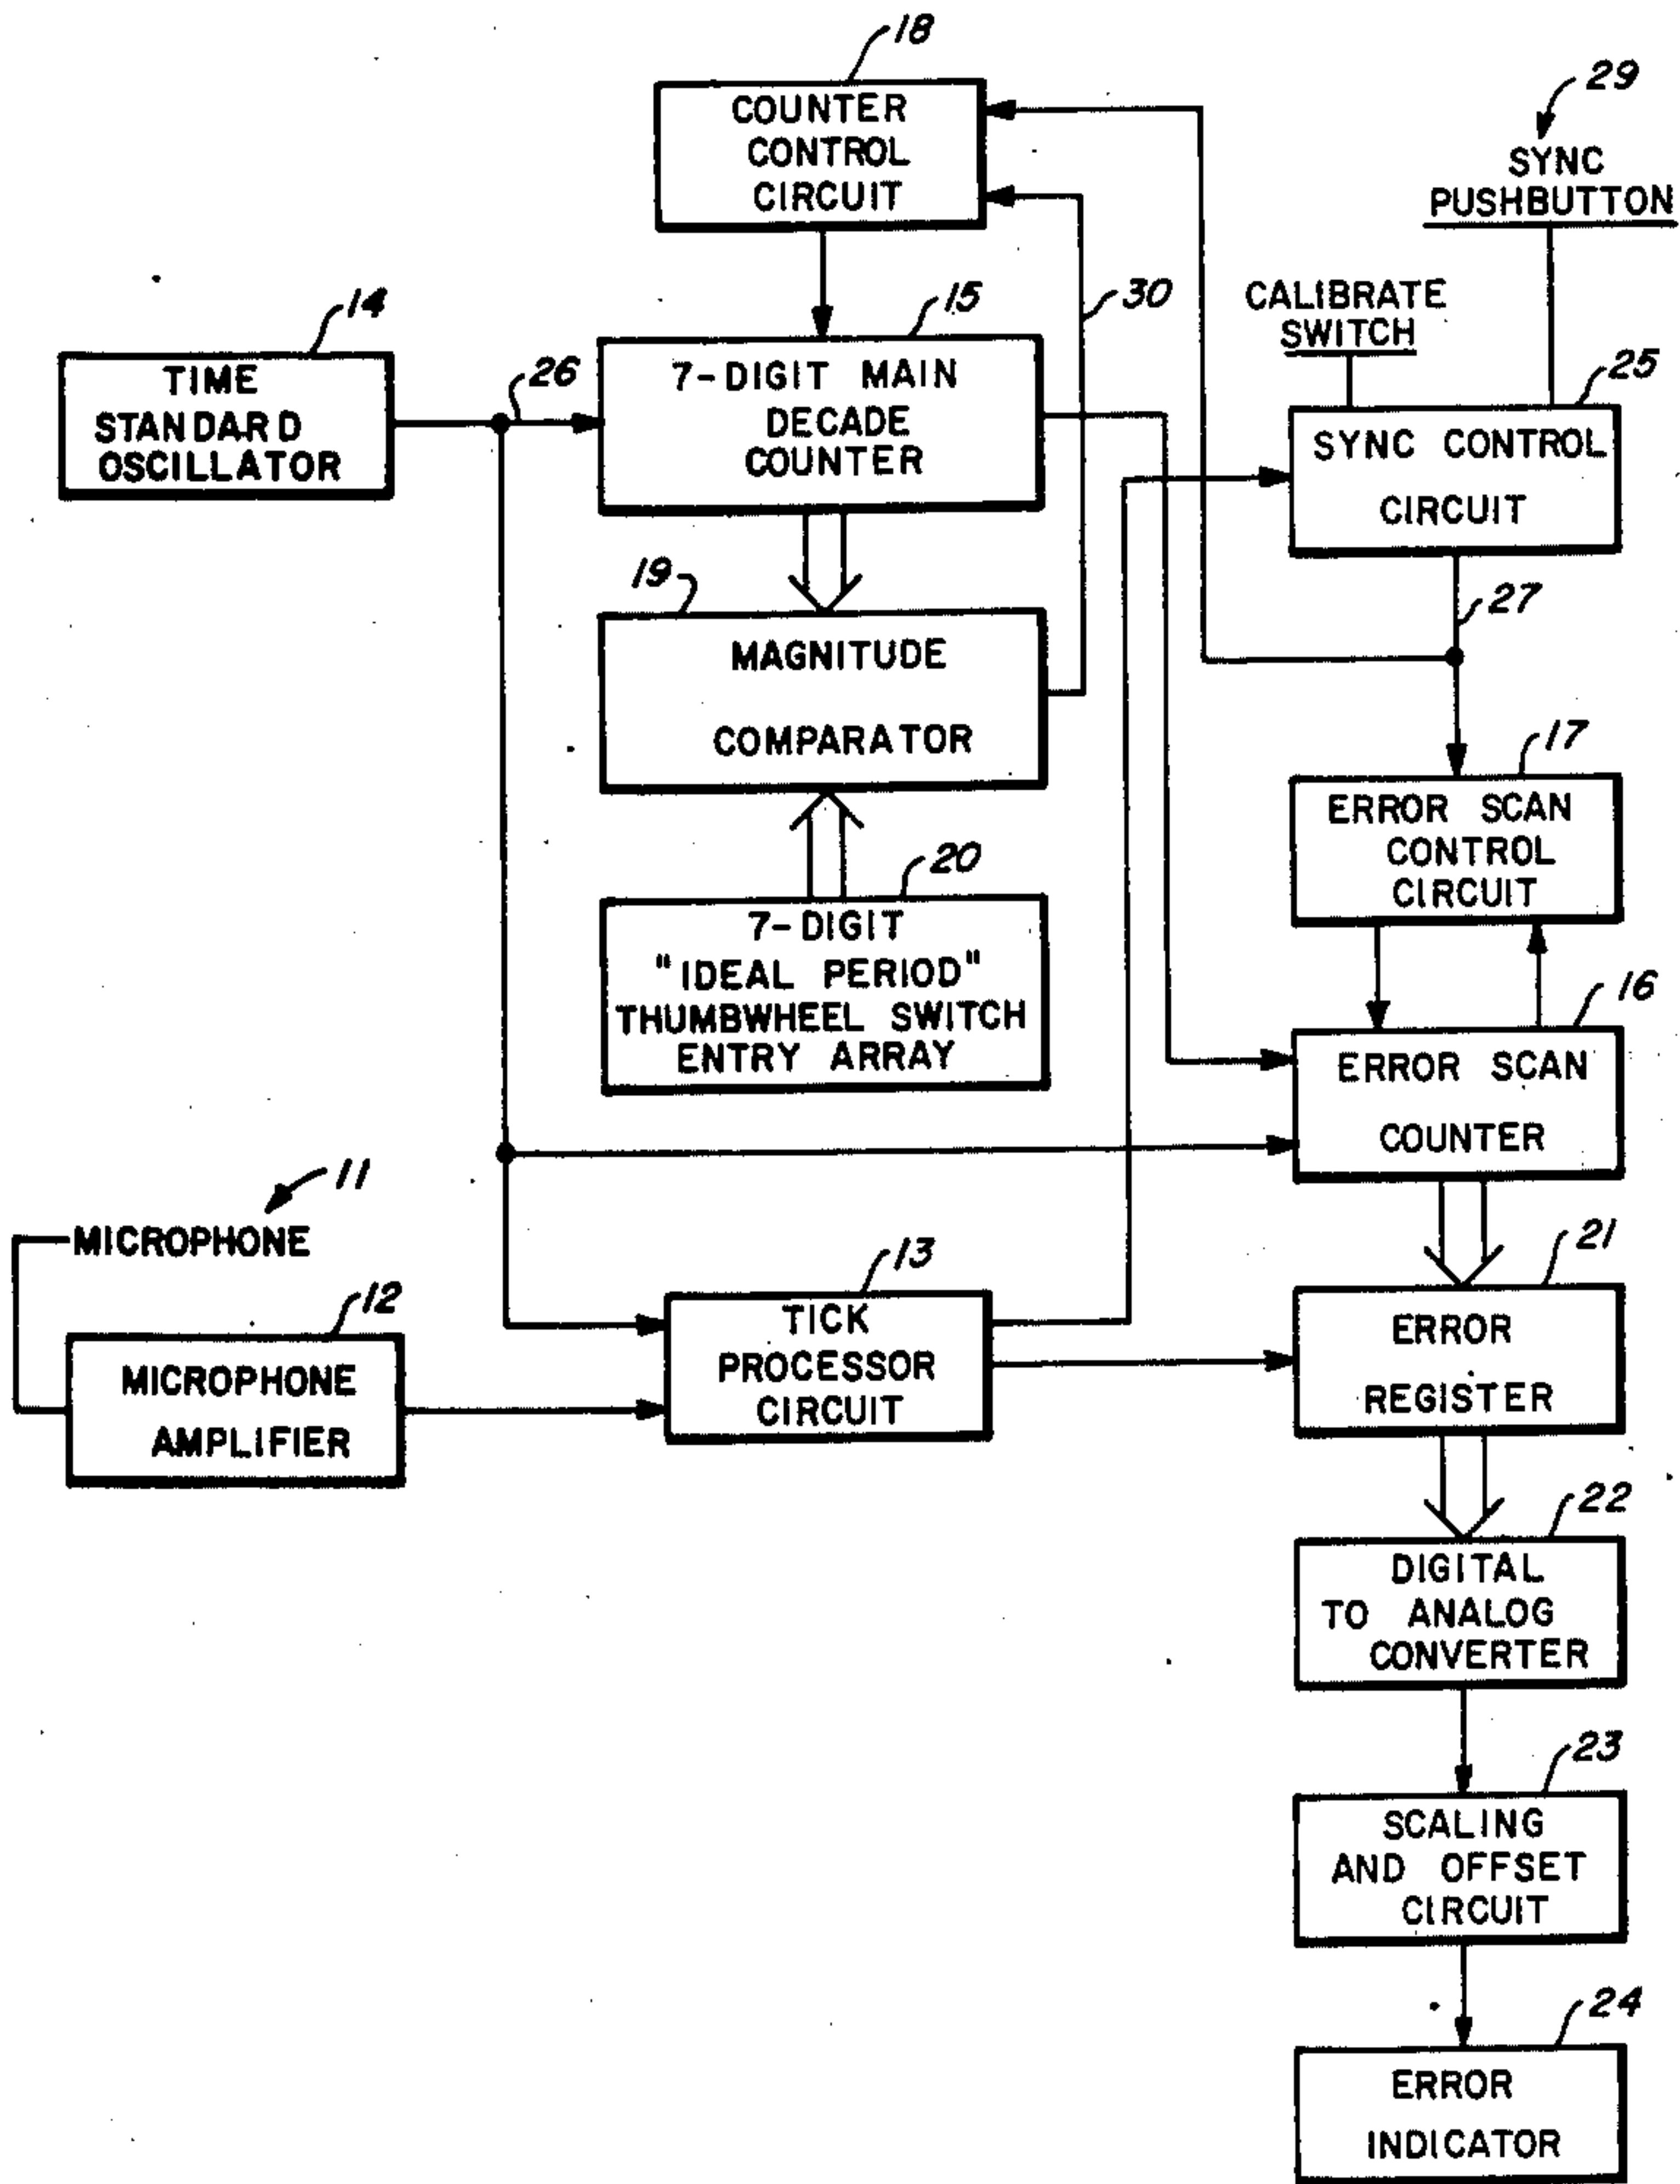 18
COUNTER
CONTROL
CIRCUIT
29
SYNC
PUSHBUTTON
CALIBRATE
SWITCH
30
14
TIME
STANDARD
OSCILLATOR
26
15
7-DIGIT MAIN
DECADE
COUNTER
25
SYNC CONTROL
CIRCUIT
27
19
MAGNITUDE
COMPARATOR
17
ERROR SCAN
CONTROL
CIRCUIT
20
7-DIGIT
"IDEAL PERIOD"
THUMBWHEEL SWITCH
ENTRY ARRAY
16
ERROR SCAN
COUNTER
11
MICROPHONE
12
MICROPHONE
AMPLIFIER
13
TICK
PROCESSOR
CIRCUIT
21
ERROR
REGISTER
22
DIGITAL
TO ANALOG
CONVERTER
23
SCALING
AND OFFSET
CIRCUIT
24
ERROR
INDICATOR